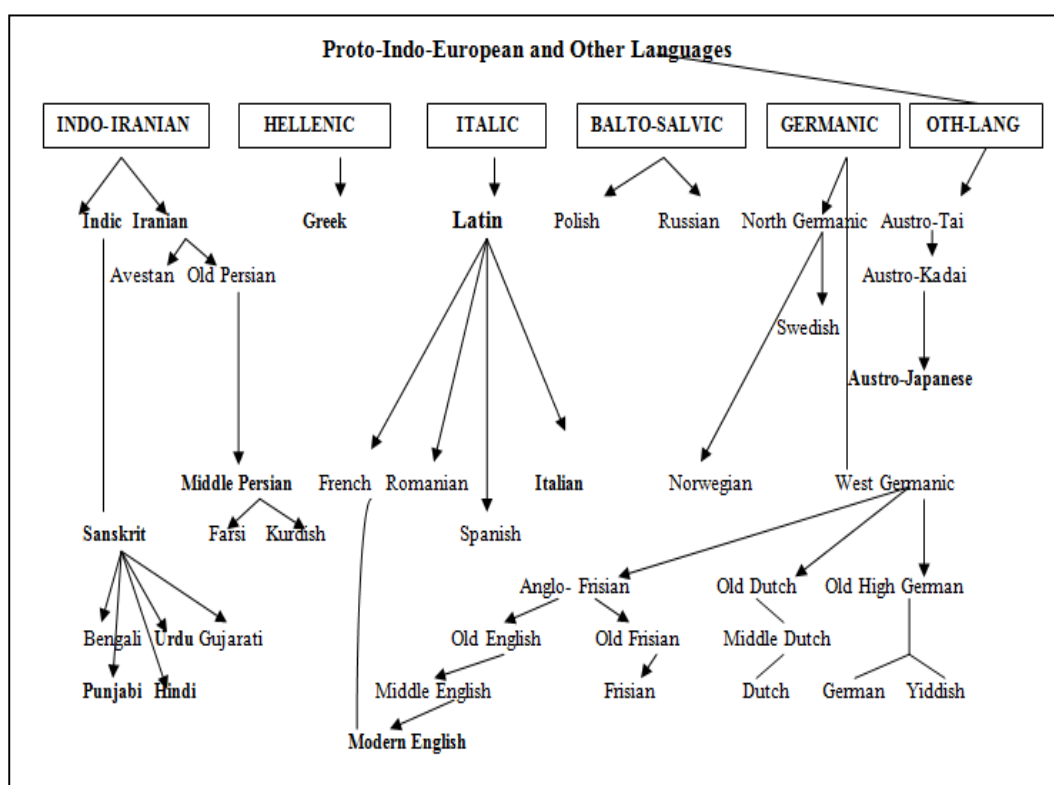 Proto-Indo-European and Other Languages
INDO-IRANIAN HELLENIC ITALIC BALTO-SALVIC GERMANIC OTH-LANG
Indic Iranian Greek Latin Polish Russian North Germanic Austro-Tai
Avestan Old Persian Austro-Kadai
Swedish
Austro-Japanese
Middle Persian French Romanian Italian Norwegian West Germanic
Sanskrit Farsi Kurdish Spanish
Anglo- Frisian Old Dutch Old High German
Bengali Urdu Gujarati Old English Old Frisian Middle Dutch
Punjabi Hindi Middle English Frisian Dutch German Yiddish
Modern English